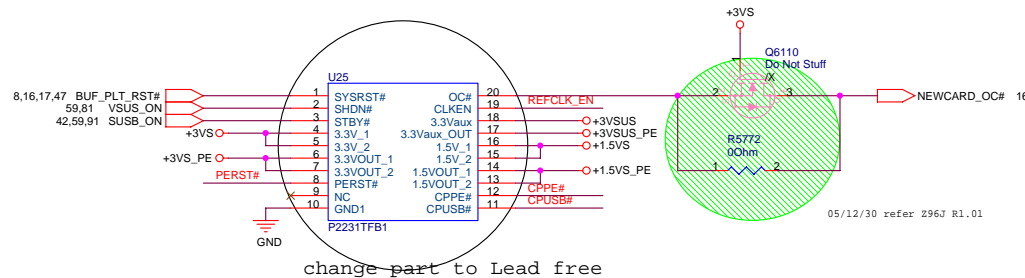 +3VS
Q6110
Do Not Stuff
/X
1
2
3
U25
8,16,17,47 BUF_PLT_RST# 1 SYSRST# OC# 20
59,81 VSUS_ON 2 SHDN# CLKEN 19 REFCLK_EN
42,59,91 SUSB_ON 3 STBY# 3.3Vaux 18 +3VSUS
+3VS 4 3.3V_1 3.3Vaux_OUT 17 +3VSUS_PE
5 3.3V_2 1.5V_1 16 +1.5VS
+3VS_PE 6 3.3VOUT_1 1.5V_2 15
7 3.3VOUT_2 1.5VOUT_1 14 +1.5VS_PE
PERST# 8 PERST# 1.5VOUT_2 13
9 NC CPPE# 12 CPPE#
10 GND1 CPUSB# 11 CPUSB#
P2231TFB1
GND
NEWCARD_OC# 16
R5772
0Ohm
1 2
05/12/30 refer Z96J R1.01
change part to Lead free